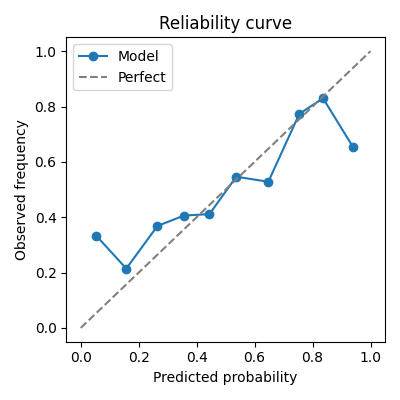 Reliability curve
Model
Perfect
1.0
0.8
0.6
0.4
0.2
0.0
Observed frequency
0.0 0.2 0.4 0.6 0.8 1.0
Predicted probability